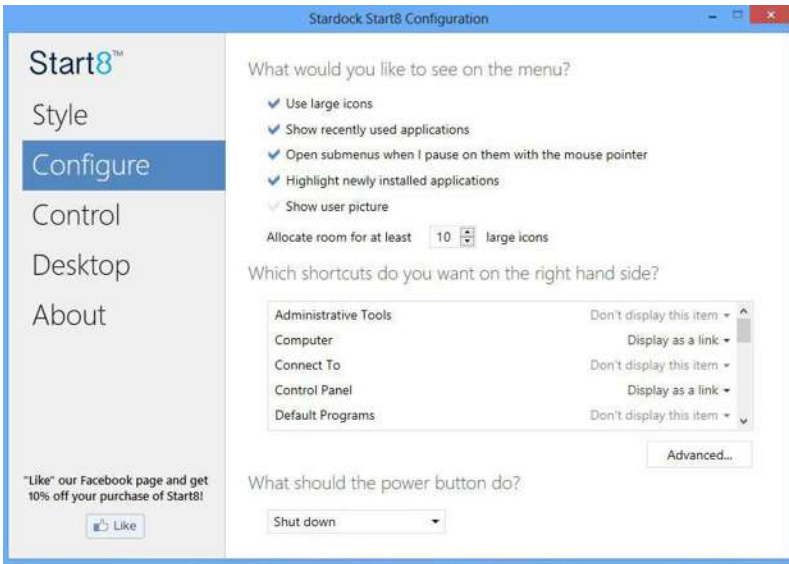 Stardock Start8 Configuration
Start8™
Style
Configure
Control
Desktop
About
"Like" our Facebook page and get
10% off your purchase of Start8!
Like
What would you like to see on the menu?
Use large icons
Show recently used applications
Open submenus when I pause on them with the mouse pointer
Highlight newly installed applications
Show user picture
Allocate room for at least 10 large icons
Which shortcuts do you want on the right hand side?
Administrative Tools Don't display this item
Computer Display as a link
Connect To Don't display this item
Control Panel Display as a link
Default Programs Don't display this item
Advanced...
What should the power button do?
Shut down